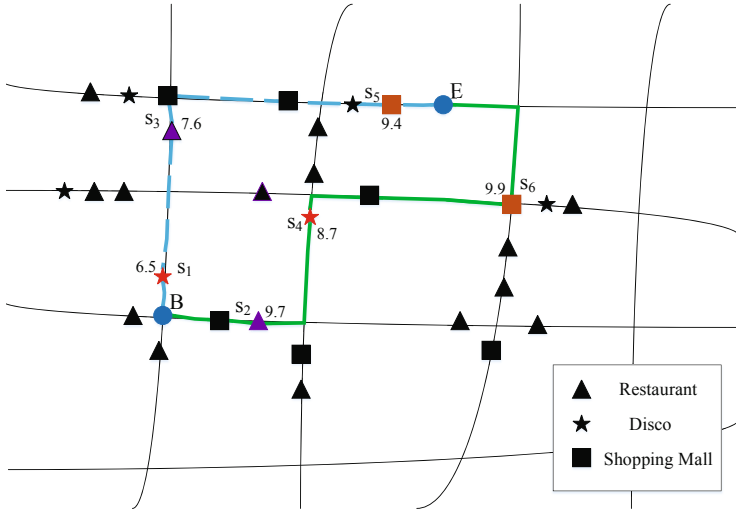 s5 E
s3 7.6
9.4
9.9 s6
s4
8.7
6.5 s1
B
s2 9.7
Restaurant
Disco
Shopping Mall